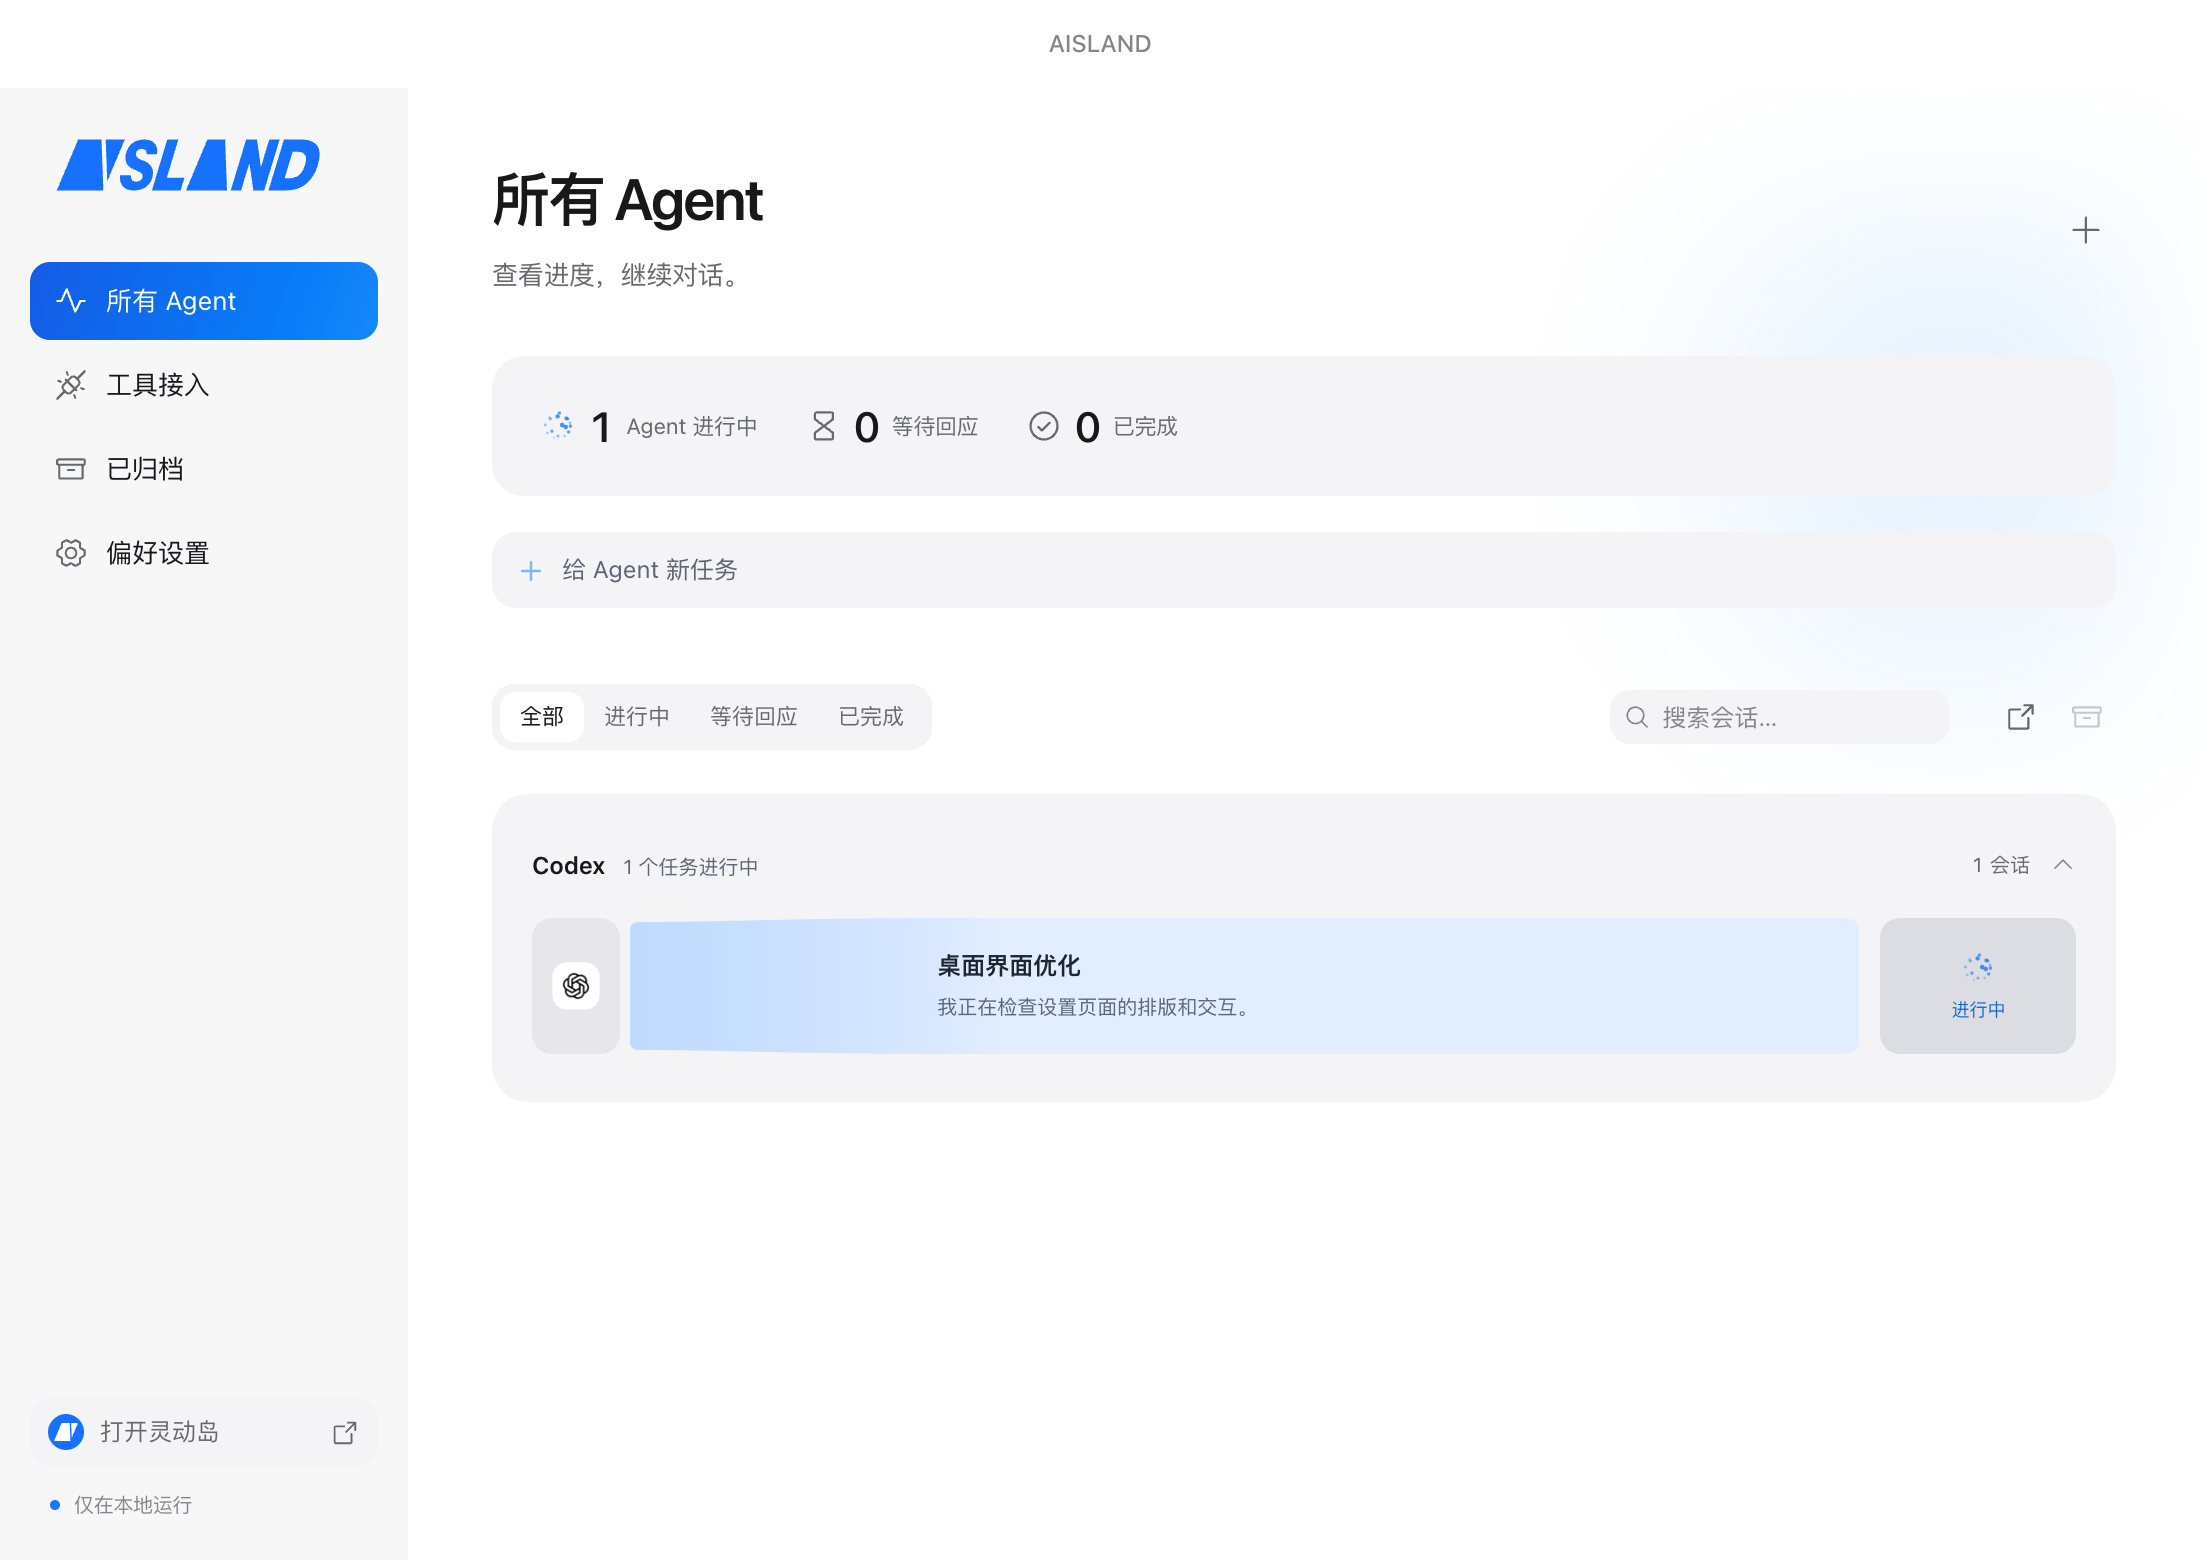 AISLAND
AISLAND
所有 Agent
工具接入
已归档
偏好设置
打开灵动岛
仅在本地运行
所有 Agent
查看进度，继续对话。
1 Agent 进行中 0 等待回应 0 已完成
给 Agent 新任务
全部 进行中 等待回应 已完成
搜索会话...
Codex 1 个任务进行中 1 会话
桌面界面优化
我正在检查设置页面的排版和交互。
进行中